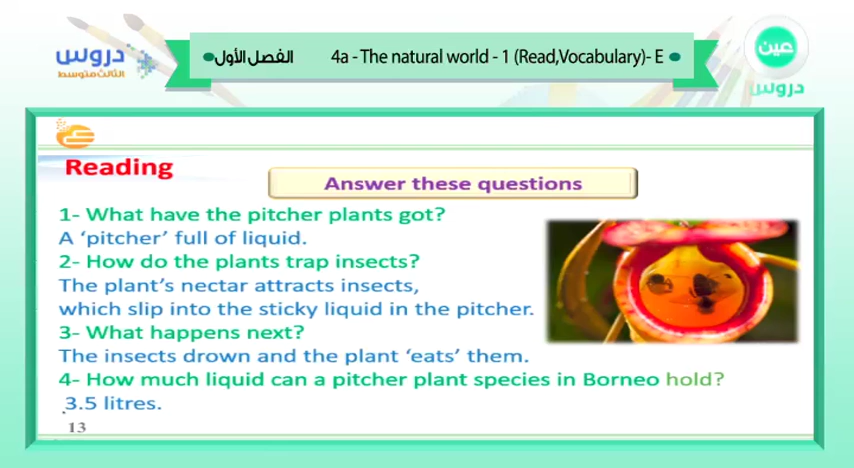 دروس
الثالث متوسط
الفصل الأول
4a - The natural world - 1 (Read,Vocabulary)- E
عين
دروس
Reading
Answer these questions
1- What have the pitcher plants got?
A ‘pitcher’ full of liquid.
2- How do the plants trap insects?
The plant’s nectar attracts insects,
which slip into the sticky liquid in the pitcher.
3- What happens next?
The insects drown and the plant ‘eats’ them.
4- How much liquid can a pitcher plant species in Borneo hold?
3.5 litres.
13